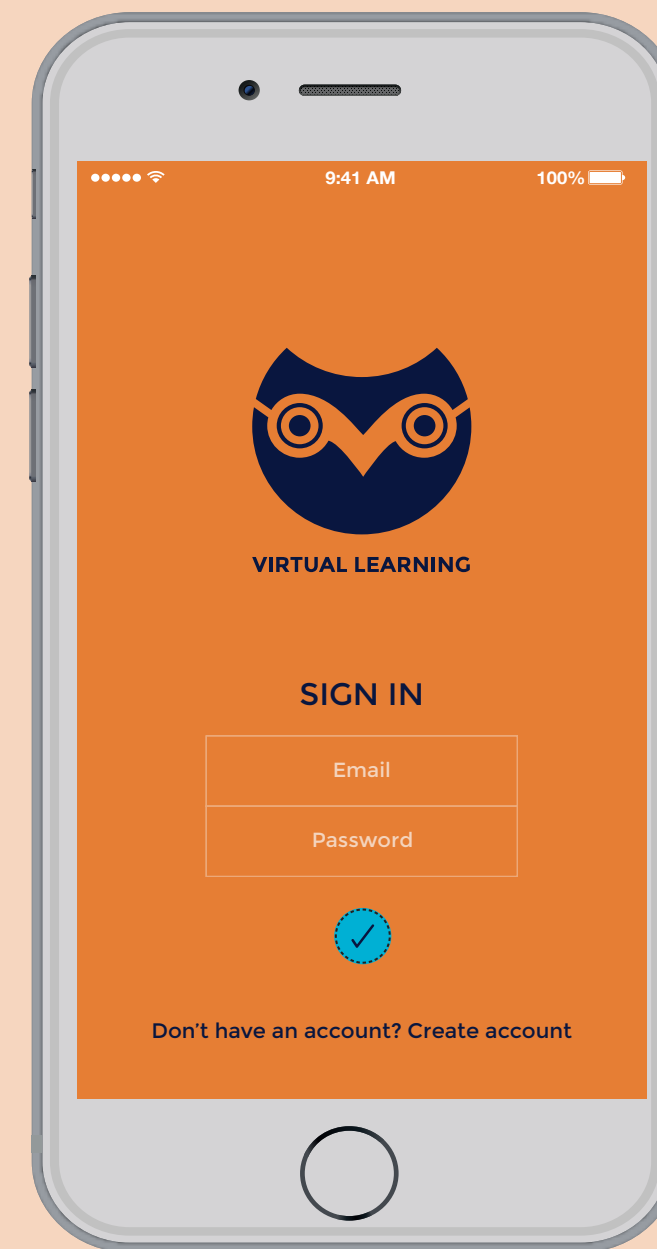 9:41 AM 100%
VIRTUAL LEARNING
SIGN IN
Email
Password
Don't have an account? Create account